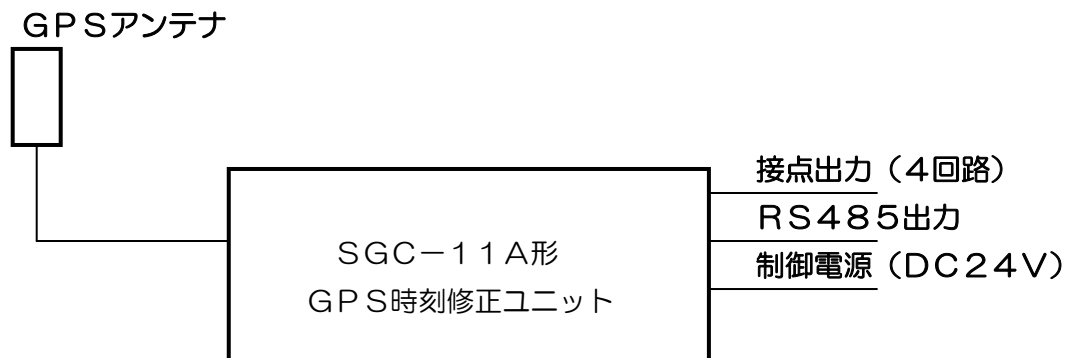 GPSアンテナ
接点出力(4回路)
RS485出力
制御電源(DC24V)
SGC-11A形
GPS時刻修正ユニット